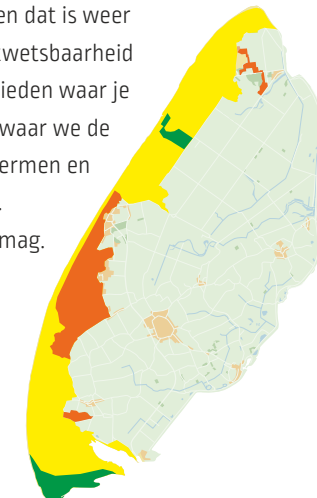 en dat is weer
kwetsbaarheid
ieden waar je
waar we de
ermen en
mag.